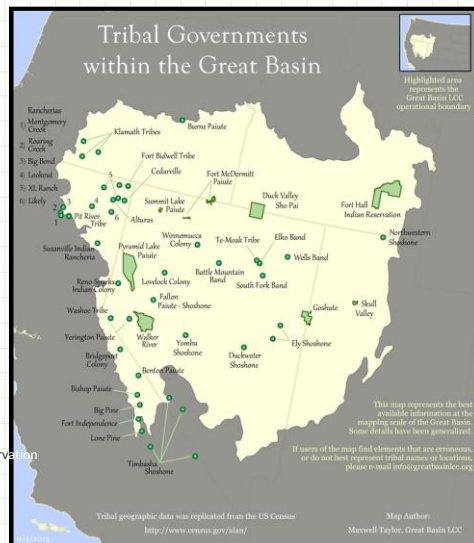 Tribal Governments
within the Great Basin
Highlighted area
represents the
Great Basin LCC
operational boundary
Rancherias
1) Montgomery
Creek
2) Roaring
Creek
3) Big Bend
4) Lookout
5) XL Ranch
6) Likely
Klamath Tribes
Burns Paiute
Fort Bidwell Tribe
Cedarville
Fort McDermitt
Paiute
Summit Lake
Paiute
Duck Valley
Sho-Pai
Fort Hall
Indian Reservation
5
3
2
4
1
6
Pit River
Tribe
Alturas
Northwestern
Shoshone
Winnemucca
Colony
Te-Moak Tribe
Elko Band
Wells Band
Susanville Indian
Rancheria
Pyramid Lake
Paiute
Battle Mountain
Band
South Fork Band
Reno Sparks
Indian Colony
Lovelock Colony
Fallon
Paiute - Shoshone
Goshute
Skull
Valley
Washoe Tribe
Yerington Paiute
Walker
River
Yomba
Shoshone
Duckwater
Shoshone
Ely Shoshone
Bridgeport
Colony
Benton Paiute
Bishop Paiute
Big Pine
Fort Independence
Lone Pine
Timbasha
Shoshone
vation
This map represents the best
available information at the
mapping scale of the Great Basin.
Some details have been generalized.
If users of the map find elements that are erroneous,
or do not best represent tribal names or locations,
please e-mail info@greatbasinlcc.org
Tribal geographic data was replicated from the US Census
http://www.census.gov/aian/
Map Author:
Maxwell Taylor, Great Basin LCC